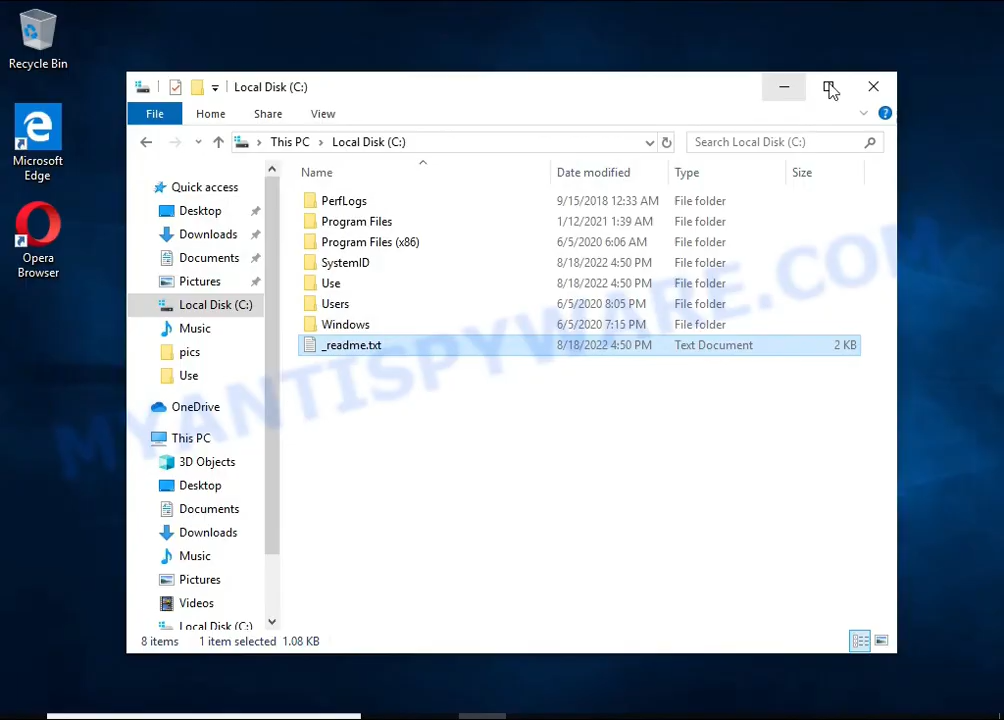 Recycle Bin
Microsoft
Edge
Opera
Browser
Local Disk (C:)
File Home Share View
This PC Local Disk (C:)
Search Local Disk (C:)
Name Date modified Type Size
Quick access
Desktop
Downloads
Documents
Pictures
Local Disk (C:)
Music
pics
Use
OneDrive
This PC
3D Objects
Desktop
Documents
Downloads
Music
Pictures
Videos
Local Disk (C:)
PerfLogs 9/15/2018 12:33 AM File folder
Program Files 1/12/2021 1:39 AM File folder
Program Files (x86) 6/5/2020 6:06 AM File folder
SystemID 8/18/2022 4:50 PM File folder
Use 8/18/2022 4:50 PM File folder
Users 6/5/2020 8:05 PM File folder
Windows 6/5/2020 7:15 PM File folder
_readme.txt 8/18/2022 4:50 PM Text Document 2 KB
MYANTISPYWARE.COM
8 items 1 item selected 1.08 KB